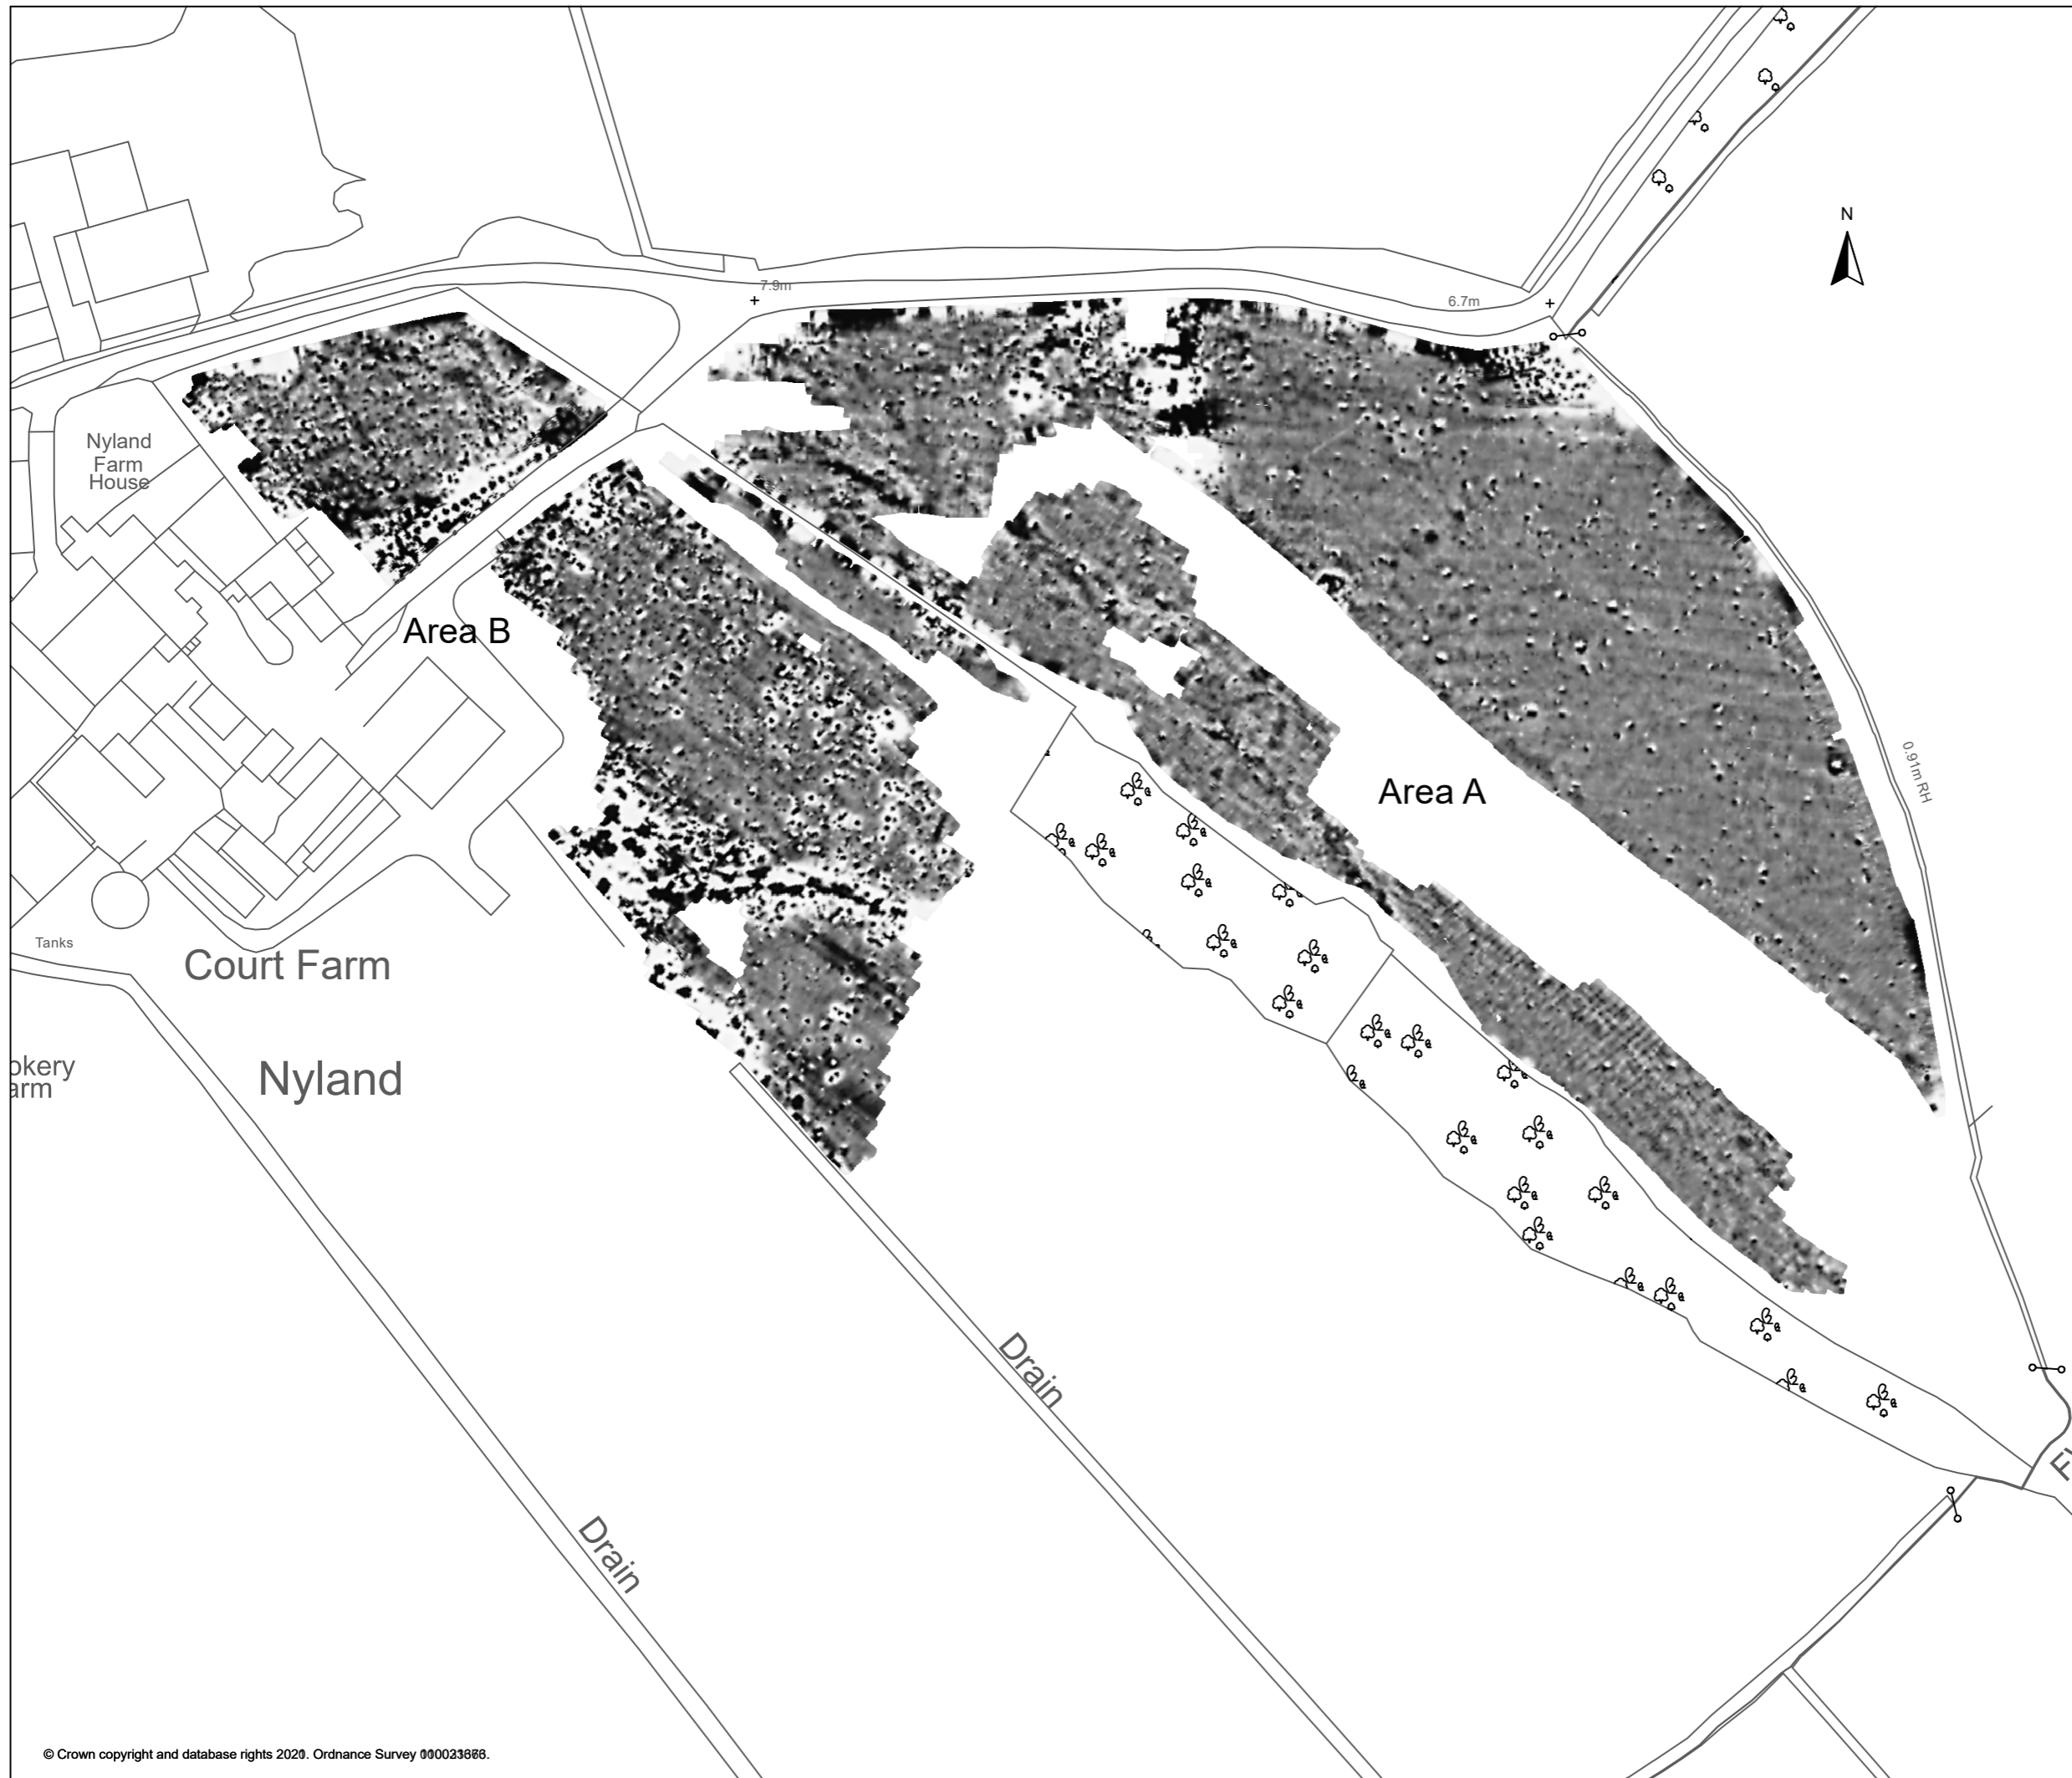 N
7.9m
6.7m
Nyland
Farm
House
Area B
0.91m RH
Area A
Tanks
Court Farm
okery
arm
Nyland
Drain
Drain
© Crown copyright and database rights 2021. Ordnance Survey